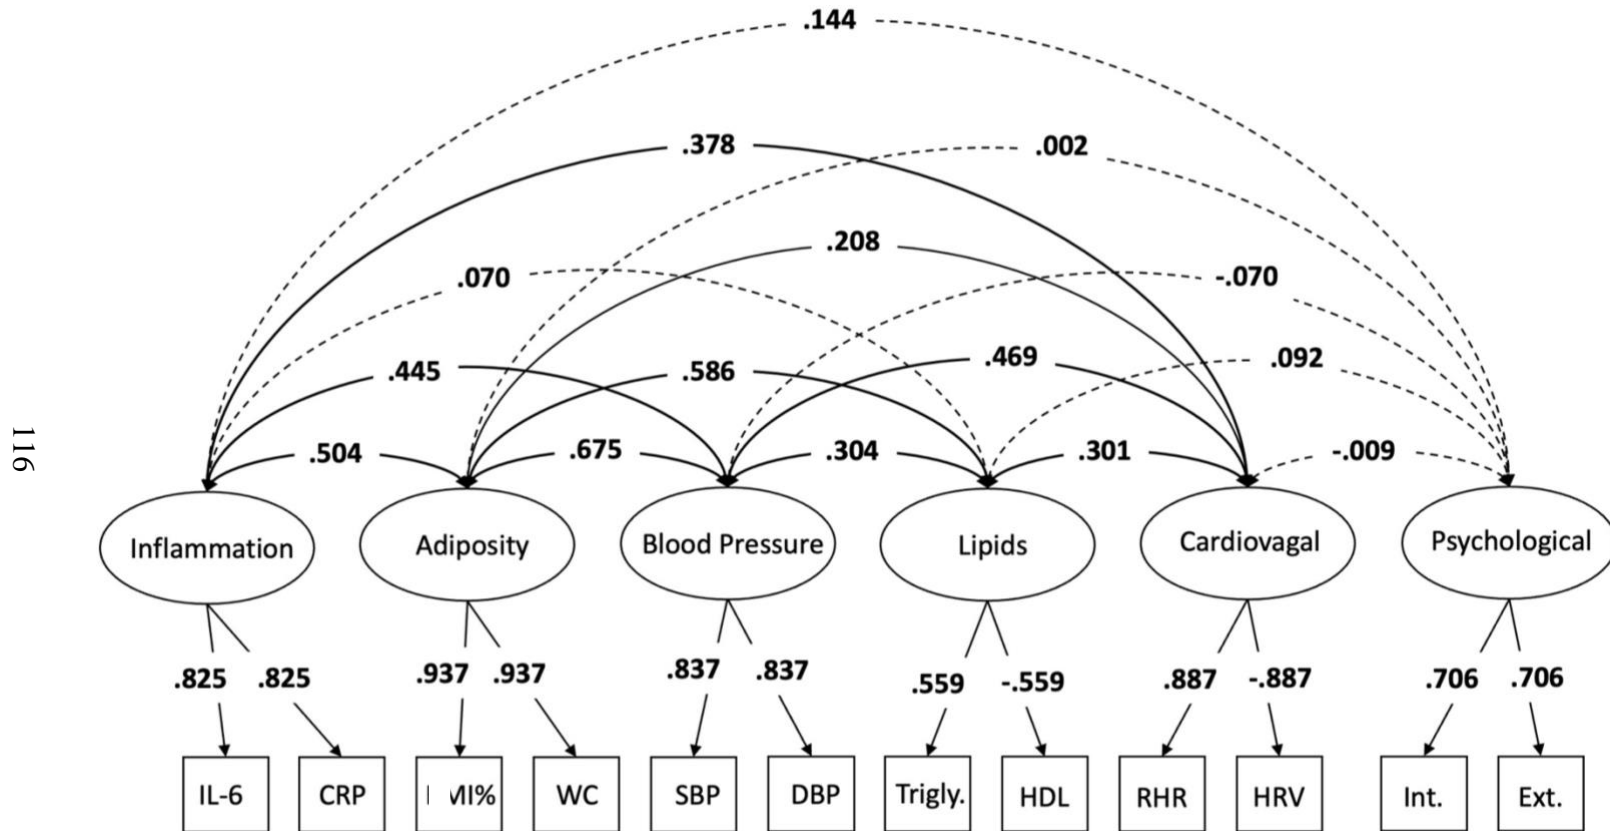 .144
.378
.002
.208
.070
-.070
.445
.586
.469
.092
.504
.675
.304
.301
-.009
116
Inflammation
Adiposity
Blood Pressure
Lipids
Cardiovagal
Psychological
.825
.825
.937
.937
.837
.837
.559
-.559
.887
-.887
.706
.706
IL-6
CRP
WC
SBP
DBP
Trigly.
HDL
RHR
HRV
Int.
Ext.